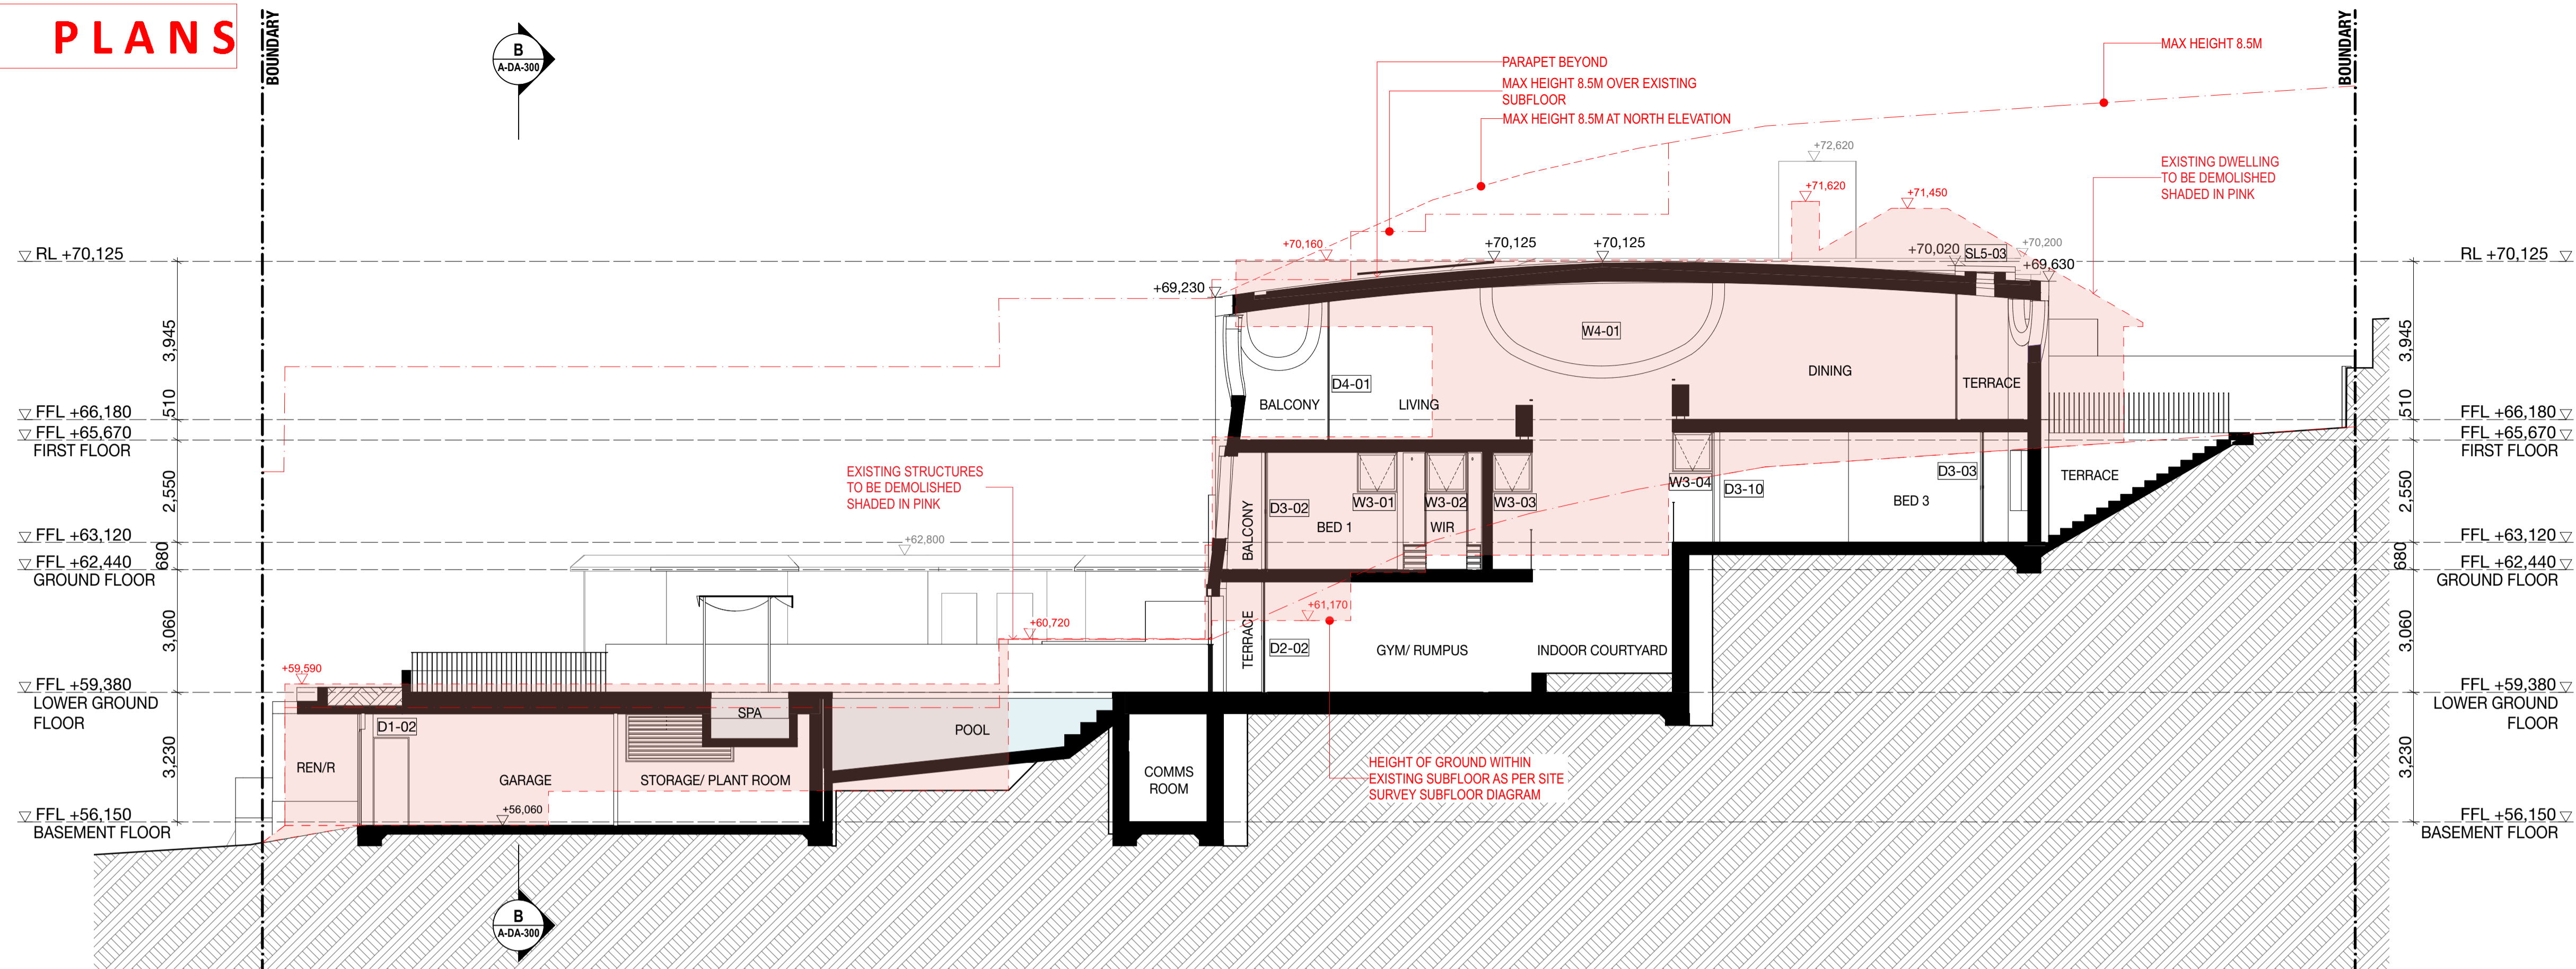 PLANS
BOUNDARY
B
A-DA-300
PARAPET BEYOND
MAX HEIGHT 8.5M OVER EXISTING
SUBFLOOR
MAX HEIGHT 8.5M AT NORTH ELEVATION
MAX HEIGHT 8.5M
BOUNDARY
+72,620
EXISTING DWELLING
TO BE DEMOLISHED
SHADED IN PINK
+71,620
+71,450
RL +70,125
+70,160
+70,125
+70,125
+70,020
SL5-03
+70,200
+69,630
RL +70,125
+69,230
3,945
W4-01
3,945
D4-01
DINING
TERRACE
BALCONY
LIVING
510
510
FFL +66,180
FFL +66,180
FFL +65,670
FIRST FLOOR
FFL +65,670
FIRST FLOOR
EXISTING STRUCTURES
TO BE DEMOLISHED
SHADED IN PINK
2,550
2,550
BALCONY
D3-02
BED 1
W3-01
W3-02
WIR
W3-03
W3-04
D3-10
BED 3
D3-03
TERRACE
FFL +63,120
FFL +63,120
680
680
+62,800
FFL +62,440
GROUND FLOOR
FFL +62,440
GROUND FLOOR
3,060
3,060
+61,170
+60,720
TERRACE
D2-02
GYM/ RUMPUS
INDOOR COURTYARD
+59,590
FFL +59,380
LOWER GROUND
FLOOR
FFL +59,380
LOWER GROUND
FLOOR
D1-02
SPA
POOL
3,230
3,230
REN/R
GARAGE
STORAGE/ PLANT ROOM
COMMS
ROOM
HEIGHT OF GROUND WITHIN
EXISTING SUBFLOOR AS PER SITE
SURVEY SUBFLOOR DIAGRAM
+56,060
FFL +56,150
BASEMENT FLOOR
FFL +56,150
BASEMENT FLOOR
B
A-DA-300